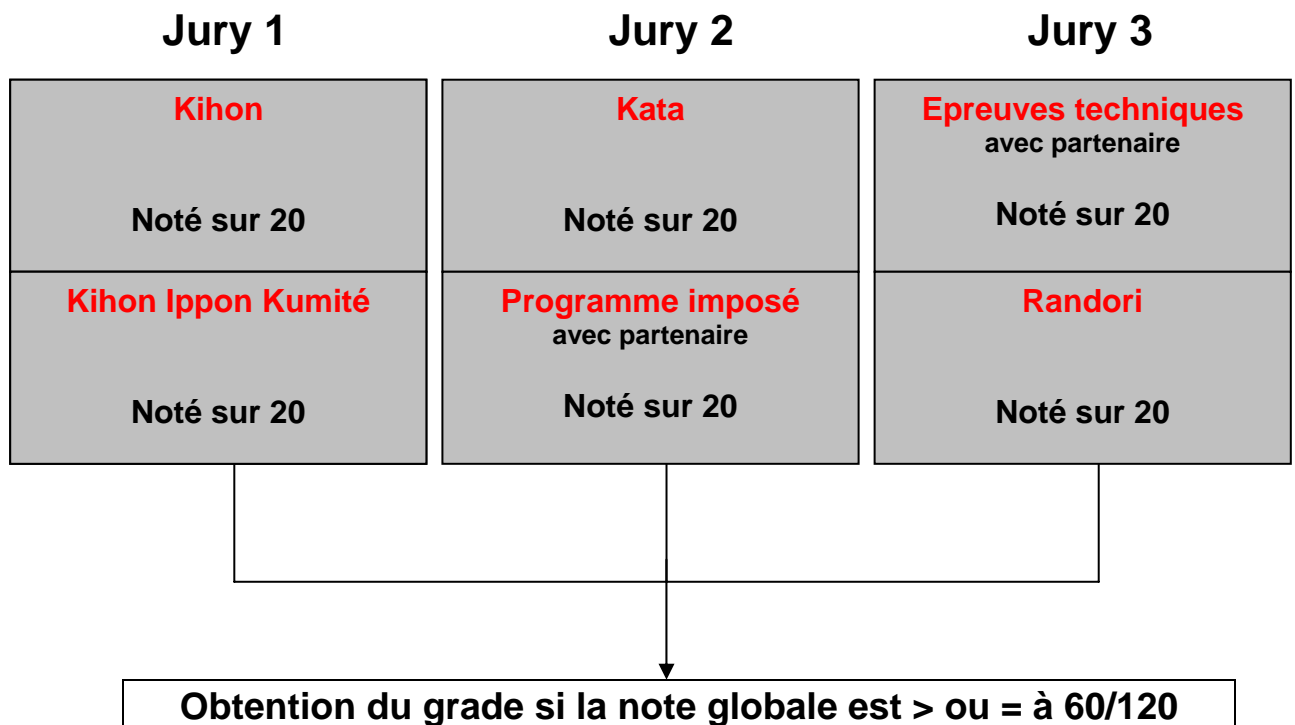 Jury 1
Jury 2
Jury 3
Kihon
Noté sur 20
Kata
Noté sur 20
Epreuves techniques
avec partenaire
Noté sur 20
Kihon Ippon Kumité
Noté sur 20
Programme imposé
avec partenaire
Noté sur 20
Randori
Noté sur 20
Obtention du grade si la note globale est > ou = à 60/120